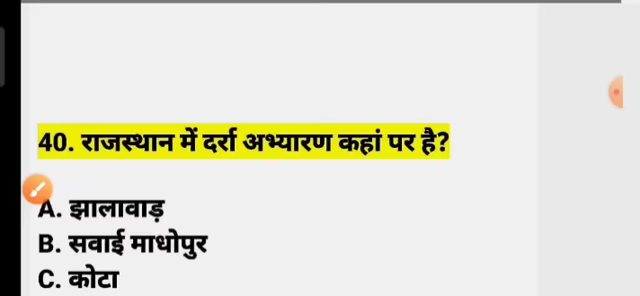 40. राजस्थान में दर्रा अभ्यारण कहां पर है?
A. झालावाड़
B. सवाई माधोपुर
C. कोटा